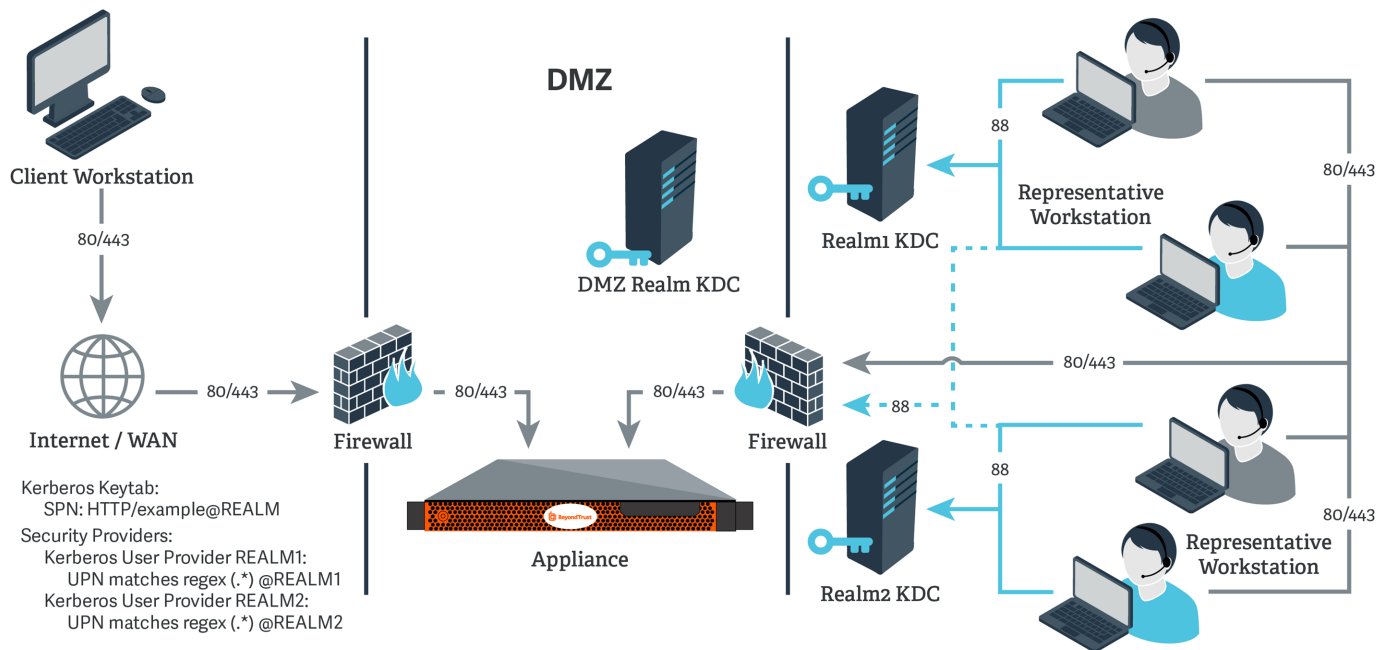 DMZ
Client Workstation
80/443
Internet / WAN
80/443
Firewall
80/443
DMZ Realm KDC
80/443
Firewall
BeyondTrust
Appliance
88
Realm1 KDC
Representative
Workstation
80/443
80/443
88
88
Realm2 KDC
Representative
Workstation
80/443
Kerberos Keytab:
SPN: HTTP/example@REALM
Security Providers:
Kerberos User Provider REALM1:
UPN matches regex (.*) @REALM1
Kerberos User Provider REALM2:
UPN matches regex (.*) @REALM2